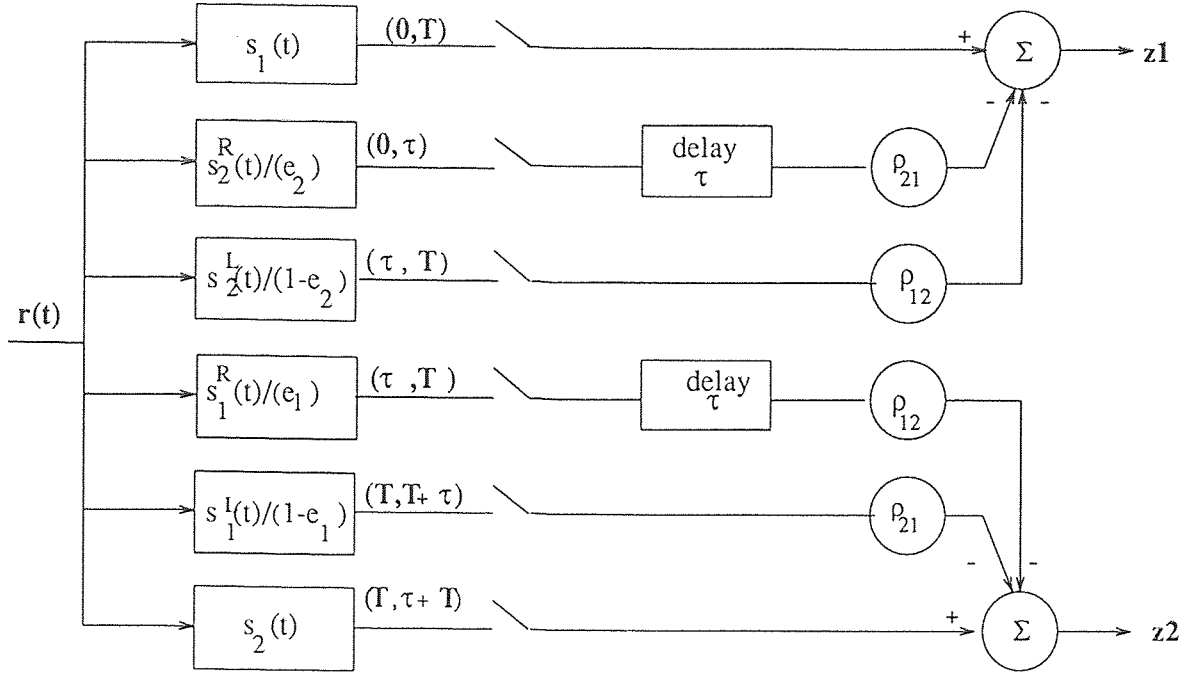 s₁(t) (0,T) + Σ z1
- -
s₂ᴿ(t)/(e₂) (0,τ) delay τ ρ₂₁
s₂ᴸ(t)/(1-e₂) (τ, T) ρ₁₂
r(t)
s₁ᴿ(t)/(e₁) (τ ,T ) delay τ ρ₁₂
s₁ᴵ(t)/(1-e₁) (T,T+ τ) ρ₂₁
- -
s₂(t) (T,τ+ T) + Σ z2